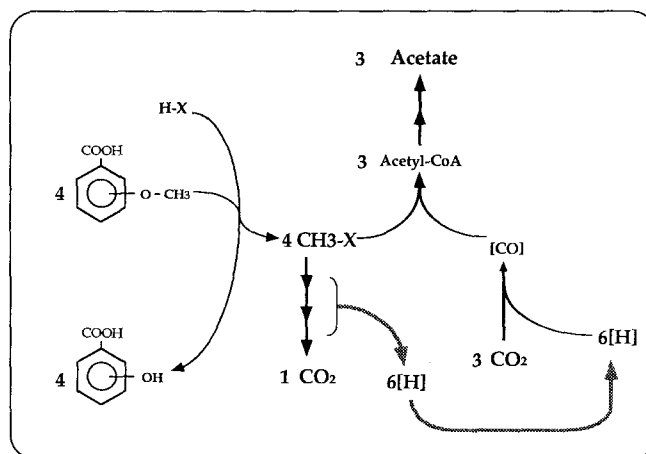 3 Acetate
H-X
COOH
3 Acetyl-CoA
4
O - CH3
4 CH3-X
[CO]
COOH
4
OH
1 CO2
6[H]
3 CO2
6[H]